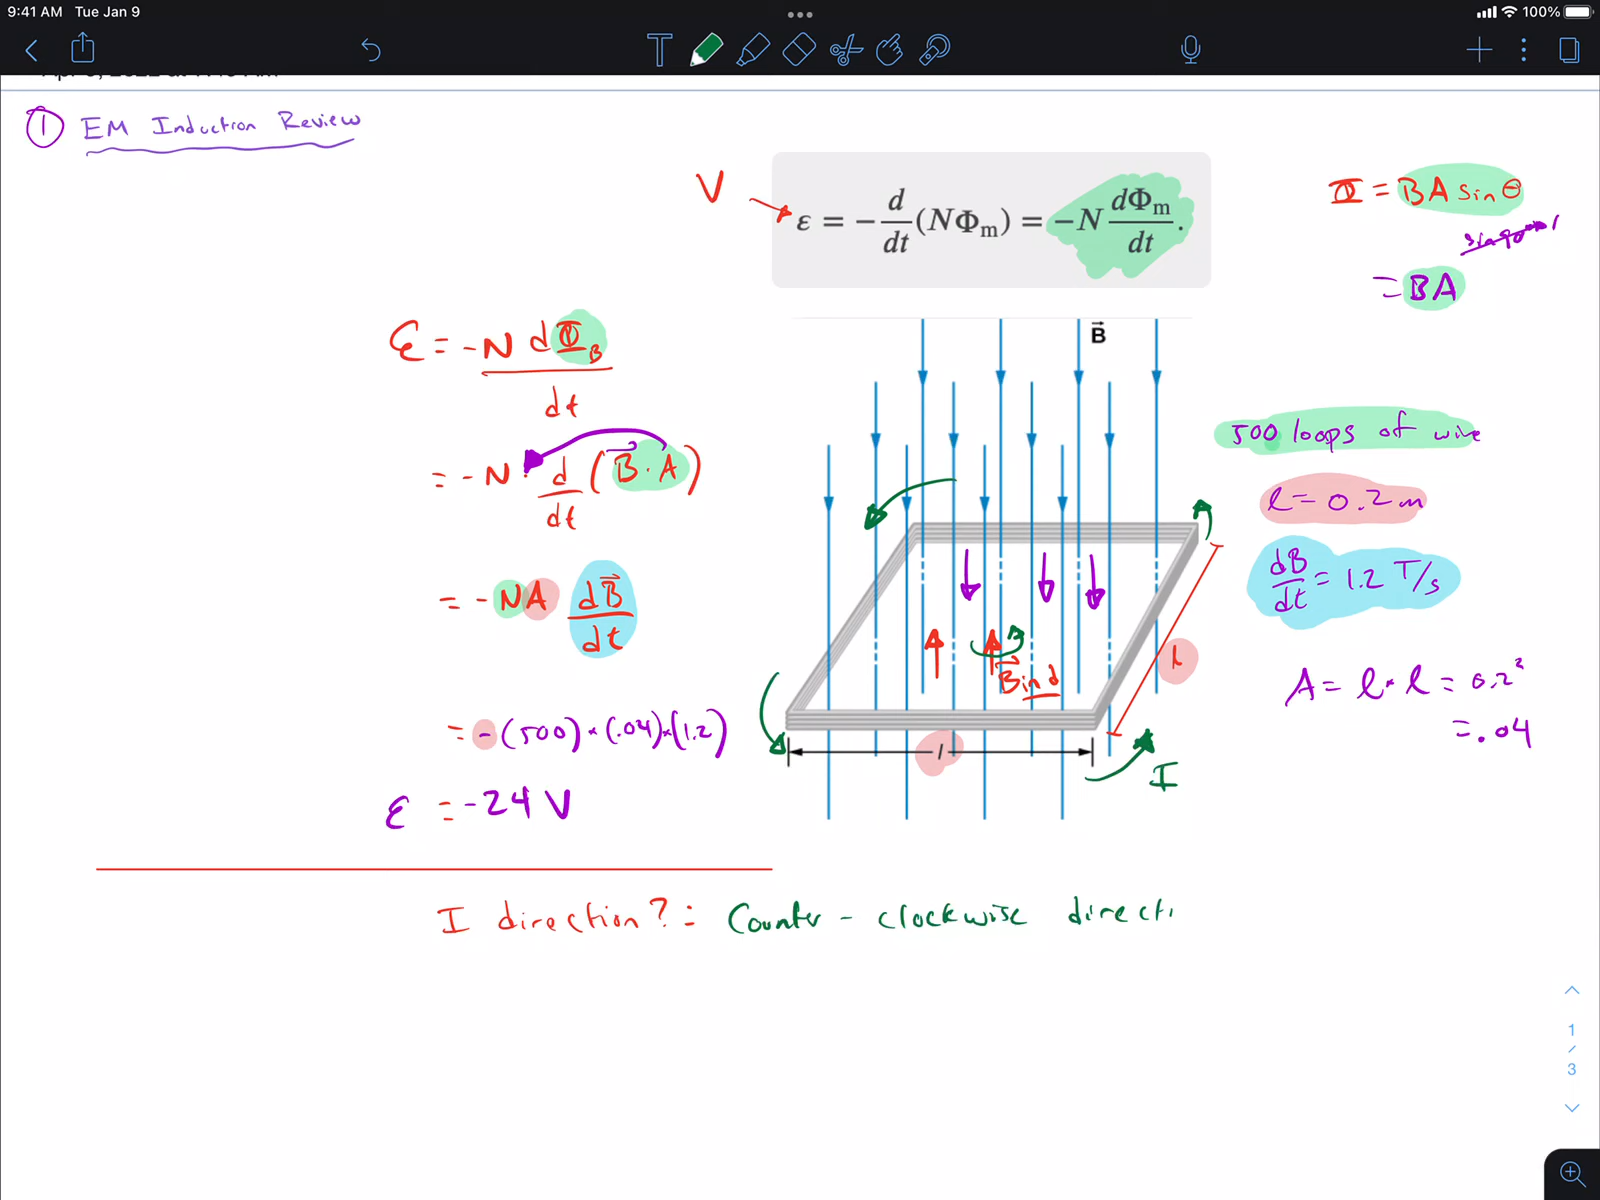 9:41 AM Tue Jan 9
100%
① EM Induction Review
V
ε = −d/dt(NΦm) = −N dΦm/dt.
Φ = BA sin θ
= BA
B⃗
ε = -N dΦB/dt
= -N · d/dt (B⃗ · A)
500 loops of wire
l = 0.2 m
= -NA dB⃗/dt
dB/dt = 1.2 T/s
B⃗ind
l
A = l · l = 0.2²
= .04
= -(500) × (.04) × (1.2)
l
I
ε = -24 V
I direction? : Counter - clockwise directi
1
/
3